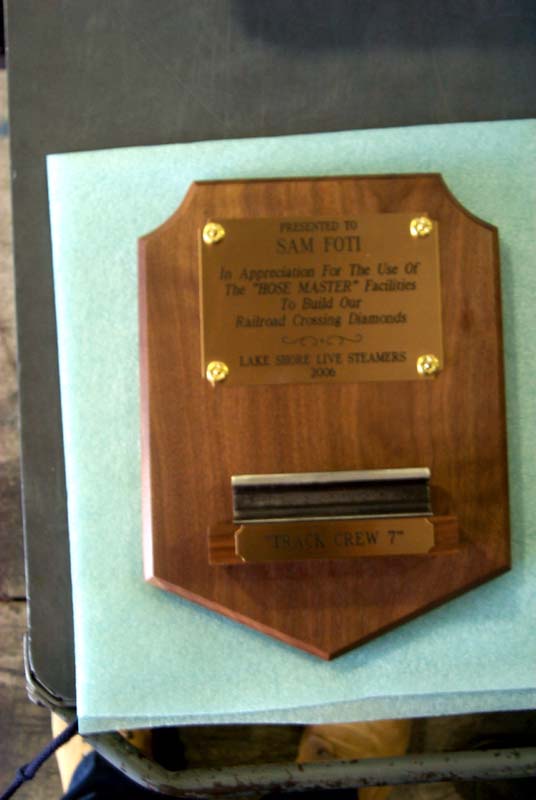 PRESENTED TO
SAM FOTI
In Appreciation For The Use Of
The "HOSE MASTER" Facilities
To Build Our
Railroad Crossing Diamonds
LAKE SHORE LIVE STEAMERS
2006
"TRACK CREW 7"